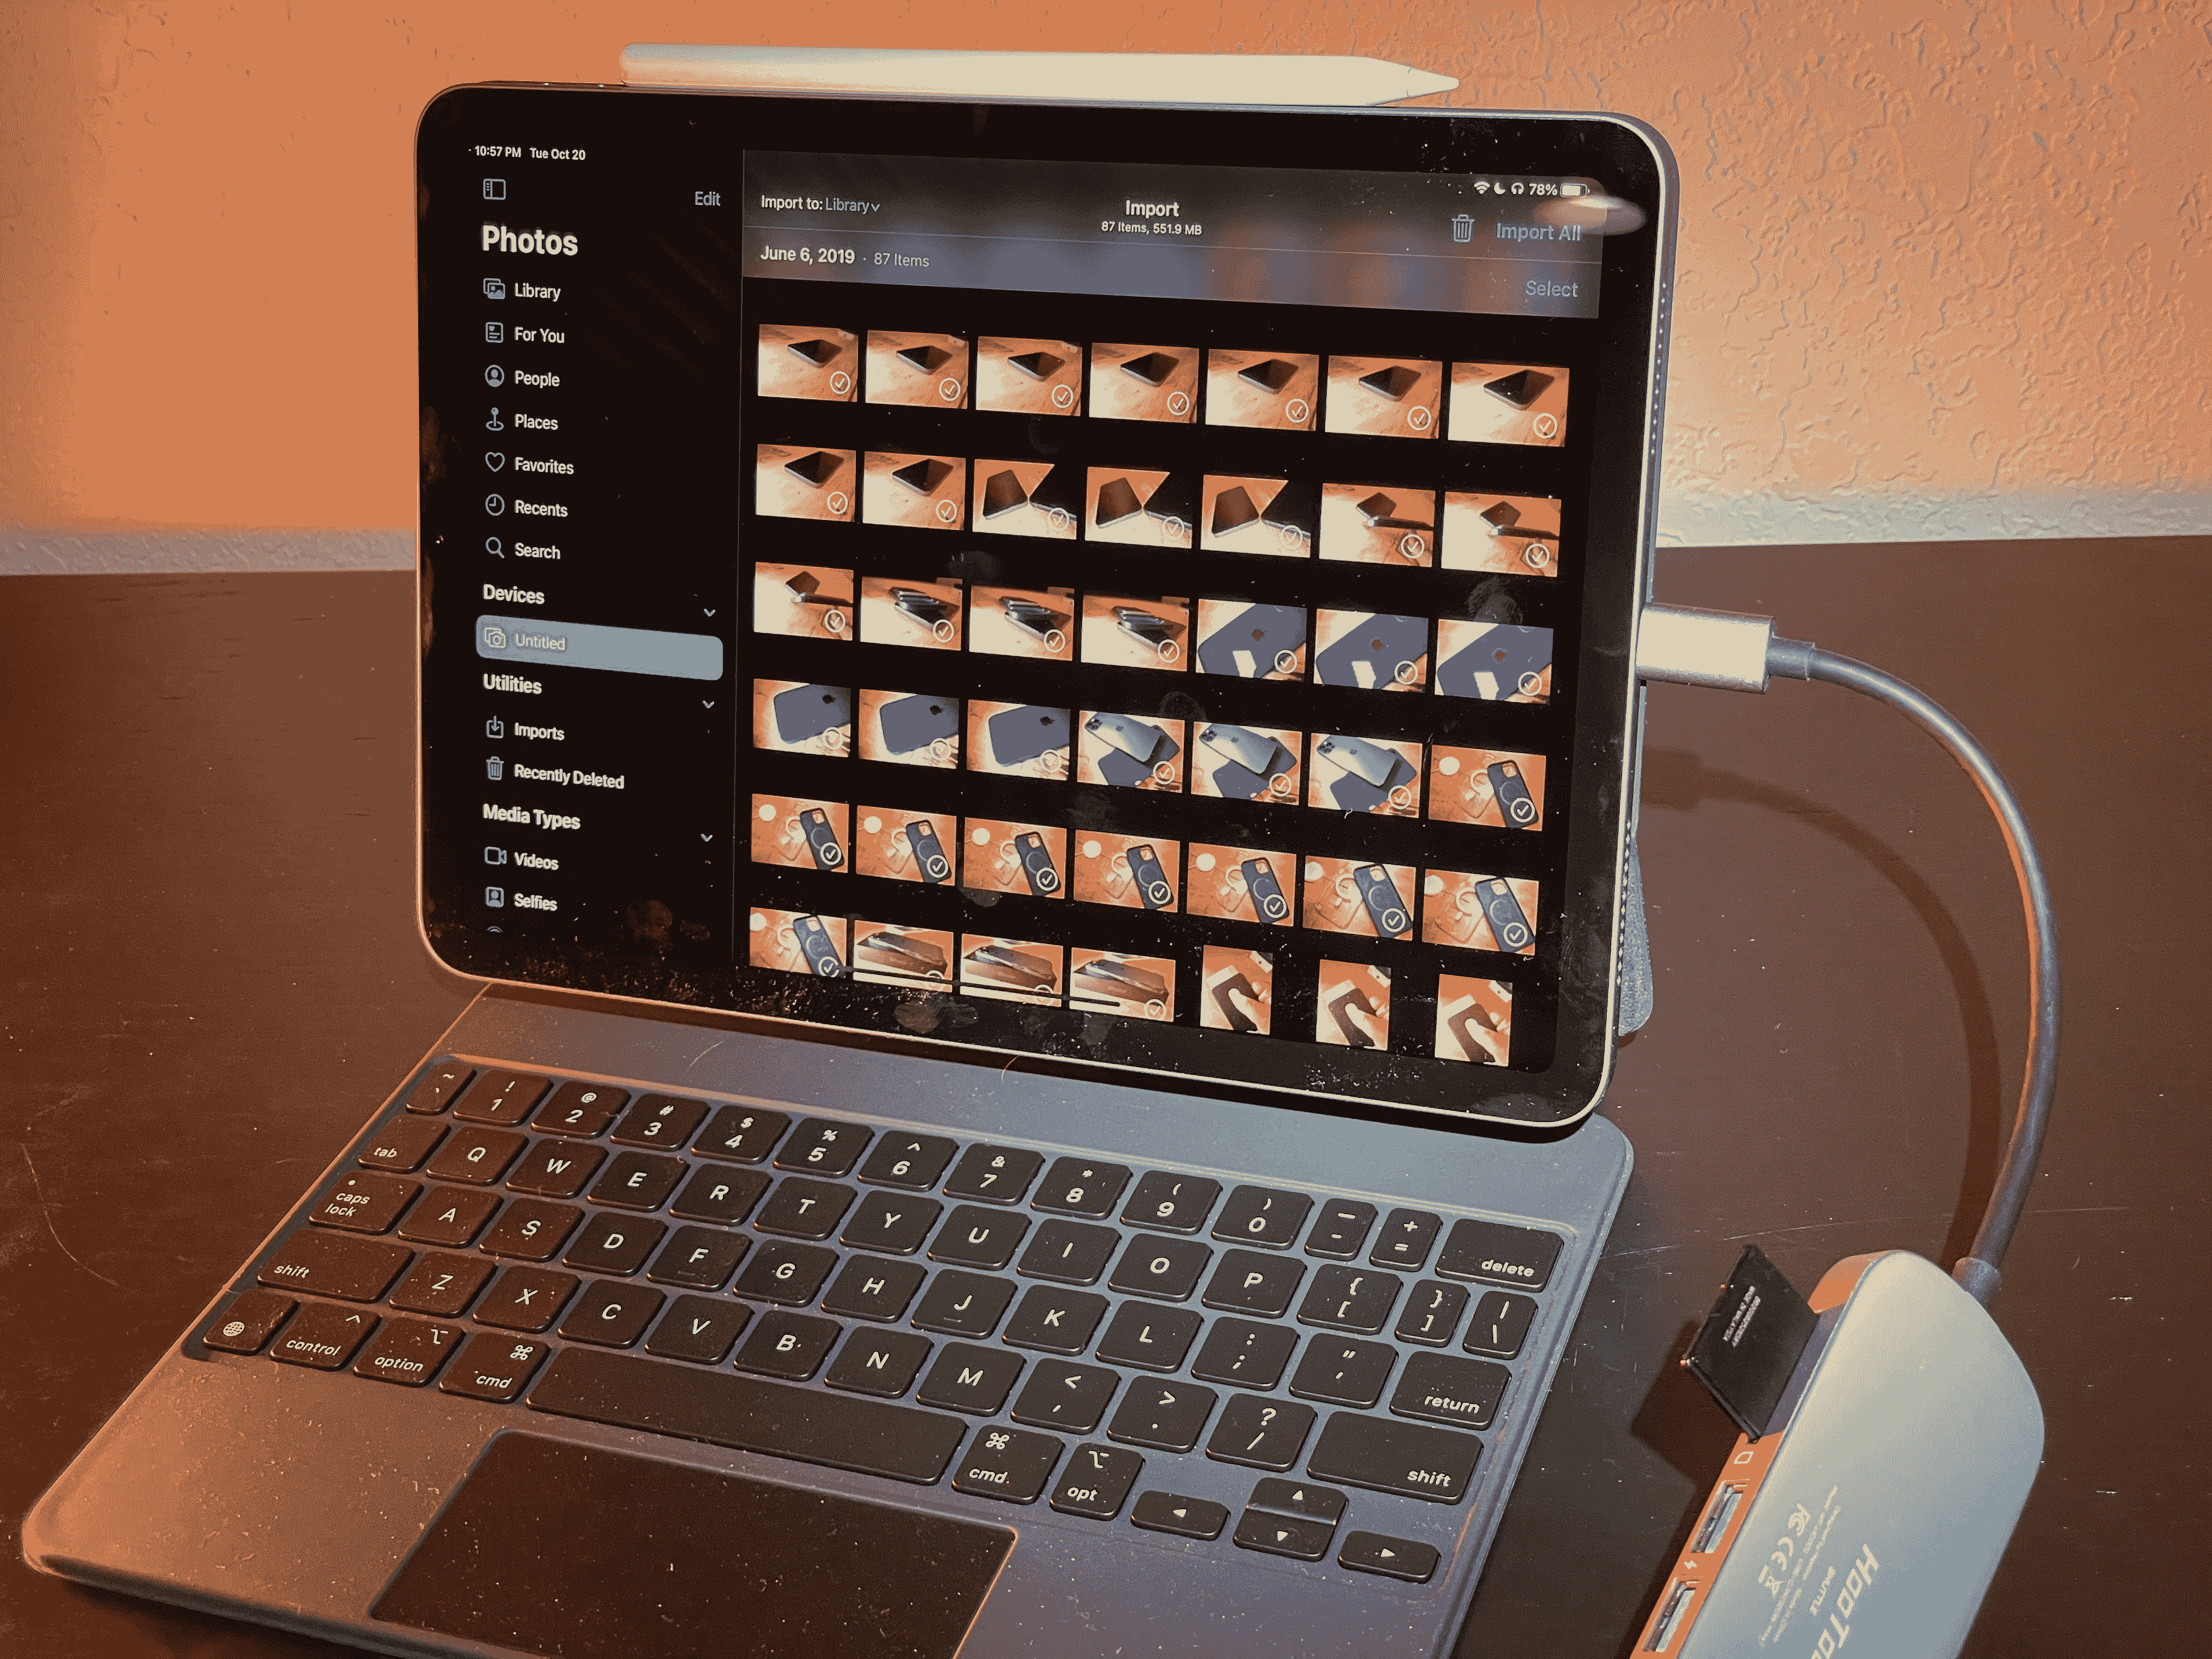 10:57 PM Tue Oct 20
78%
Edit
Photos
Library
For You
People
Places
Favorites
Recents
Search
Devices
Untitled
Utilities
Imports
Recently Deleted
Media Types
Videos
Selfies
Import to: Library
Import
87 Items, 551.9 MB
Import All
June 6, 2019 · 87 Items
Select
~ ! @ # $ % ^ & * ( ) _ +
` 1 2 3 4 5 6 7 8 9 0 - = delete
tab Q W E R T Y U I O P { [ } ] | \
caps lock A S D F G H J K L : ; " ' return
shift Z X C V B N M < , > . ? / shift
control option cmd cmd opt
HooToo
SHUTTLE
FC CE